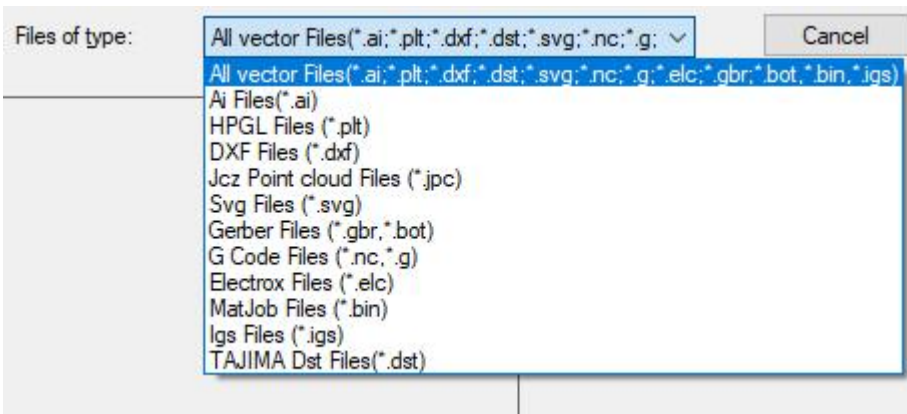 Files of type:
All vector Files(*.ai;*.plt;*.dxf;*.dst;*.svg;*.nc;*.g;
Cancel
All vector Files(*.ai;*.plt;*.dxf;*.dst;*.svg;*.nc;*.g;*.elc;*.gbr;*.bot,*.bin,*.igs)
Ai Files(*.ai)
HPGL Files (*.plt)
DXF Files (*.dxf)
Jcz Point cloud Files (*.jpc)
Svg Files (*.svg)
Gerber Files (*.gbr,*.bot)
G Code Files (*.nc,*.g)
Electrox Files (*.elc)
MatJob Files (*.bin)
Igs Files (*.igs)
TAJIMA Dst Files(*.dst)